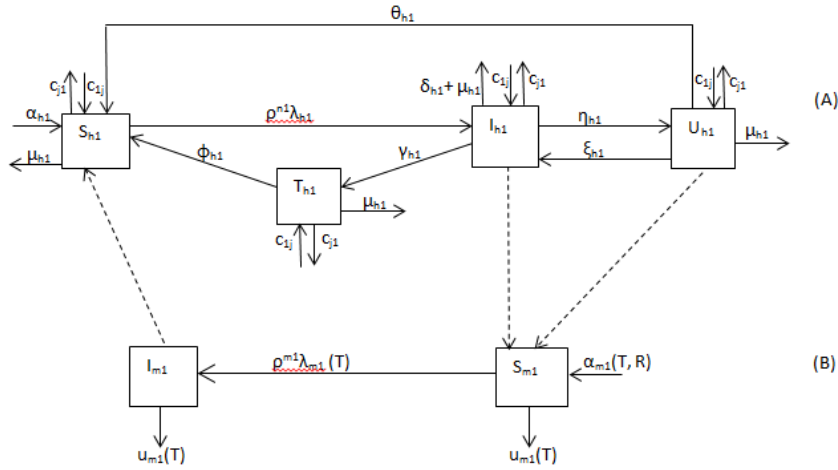 θh1
cj1 c1j
δh1+ μh1 c1j cj1
c1j cj1
(A)
αh1
Sh1
ρn1λh1
Ih1
ηh1
Uh1
μh1
μh1
ϕh1
γh1
ξh1
Th1
μh1
c1j cj1
Im1
ρm1λm1 (T)
Sm1
αm1(T, R)
(B)
um1(T)
um1(T)